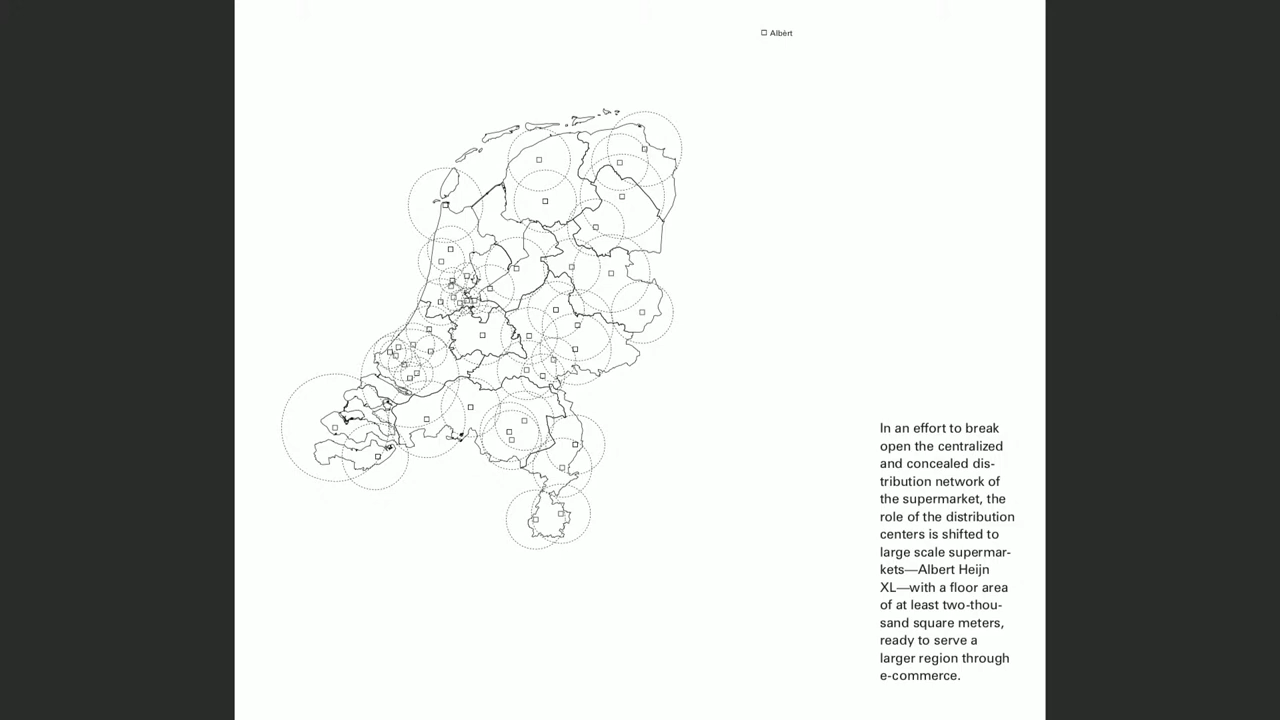 Albèrt
In an effort to break
open the centralized
and concealed dis-
tribution network of
the supermarket, the
role of the distribution
centers is shifted to
large scale supermar-
kets—Albert Heijn
XL—with a floor area
of at least two-thou-
sand square meters,
ready to serve a
larger region through
e-commerce.